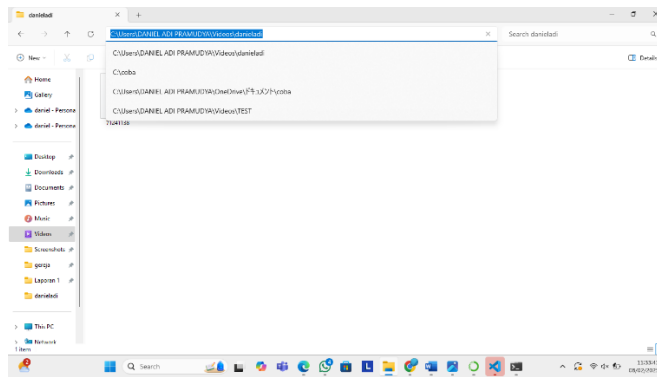 danieladi
C:\Users\DANIEL ADI PRAMUDYA\Videos\danieladi
Search danieladi
New
Details
C:\Users\DANIEL ADI PRAMUDYA\Videos\danieladi
C:\coba
C:\Users\DANIEL ADI PRAMUDYA\OneDrive\ドキュメント\coba
C:\Users\DANIEL ADI PRAMUDYA\Videos\TEST
71241136
Home
Gallery
daniel - Persona
daniel - Persona
Desktop
Downloads
Documents
Pictures
Music
Videos
Screenshots
gereja
Laporan 1
danieladi
This PC
Network
1 item
Search